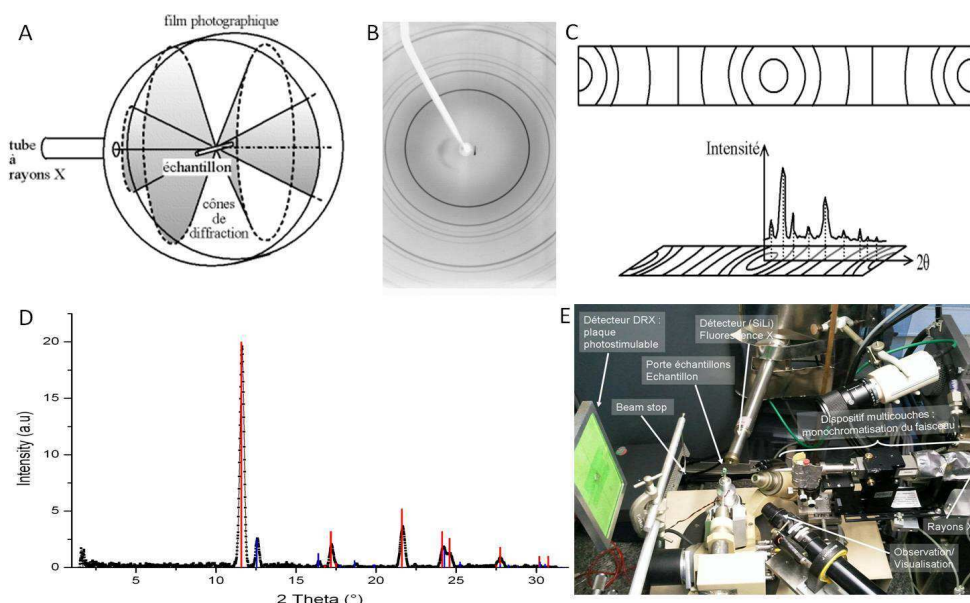 A
film photographique
tube
à
rayons X
échantillon
cônes
de
diffraction
B
C
Intensité
2θ
D
Intensity (a.u)
20
15
10
5
0
5
10
15
20
25
30
2 Theta (°)
E
Détecteur DRX :
plaque
photostimulable
Détecteur (SiLi)
Fluorescence X
Porte échantillons
Echantillon
Beam stop
Dispositif multicouches :
monochromatisation du faisceau
Rayons X
Observation/
Visualisation